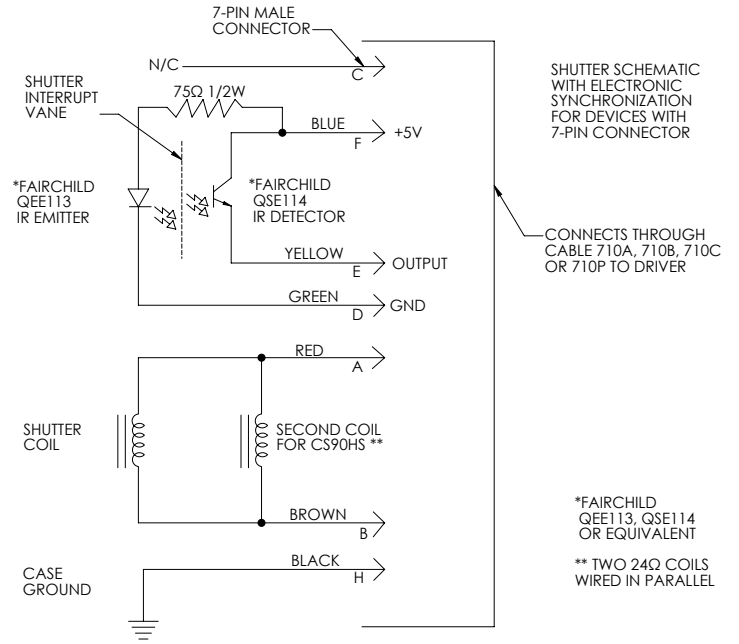 7-PIN MALE
CONNECTOR
N/C
C
SHUTTER
INTERRUPT
VANE
75Ω 1/2W
BLUE
F
+5V
*FAIRCHILD
QEE113
IR EMITTER
*FAIRCHILD
QSE114
IR DETECTOR
YELLOW
E
OUTPUT
GREEN
D
GND
RED
A
SHUTTER
COIL
SECOND COIL
FOR CS90HS **
BROWN
B
BLACK
H
CASE
GROUND
SHUTTER SCHEMATIC
WITH ELECTRONIC
SYNCHRONIZATION
FOR DEVICES WITH
7-PIN CONNECTOR
CONNECTS THROUGH
CABLE 710A, 710B, 710C
OR 710P TO DRIVER
*FAIRCHILD
QEE113, QSE114
OR EQUIVALENT
** TWO 24Ω COILS
WIRED IN PARALLEL